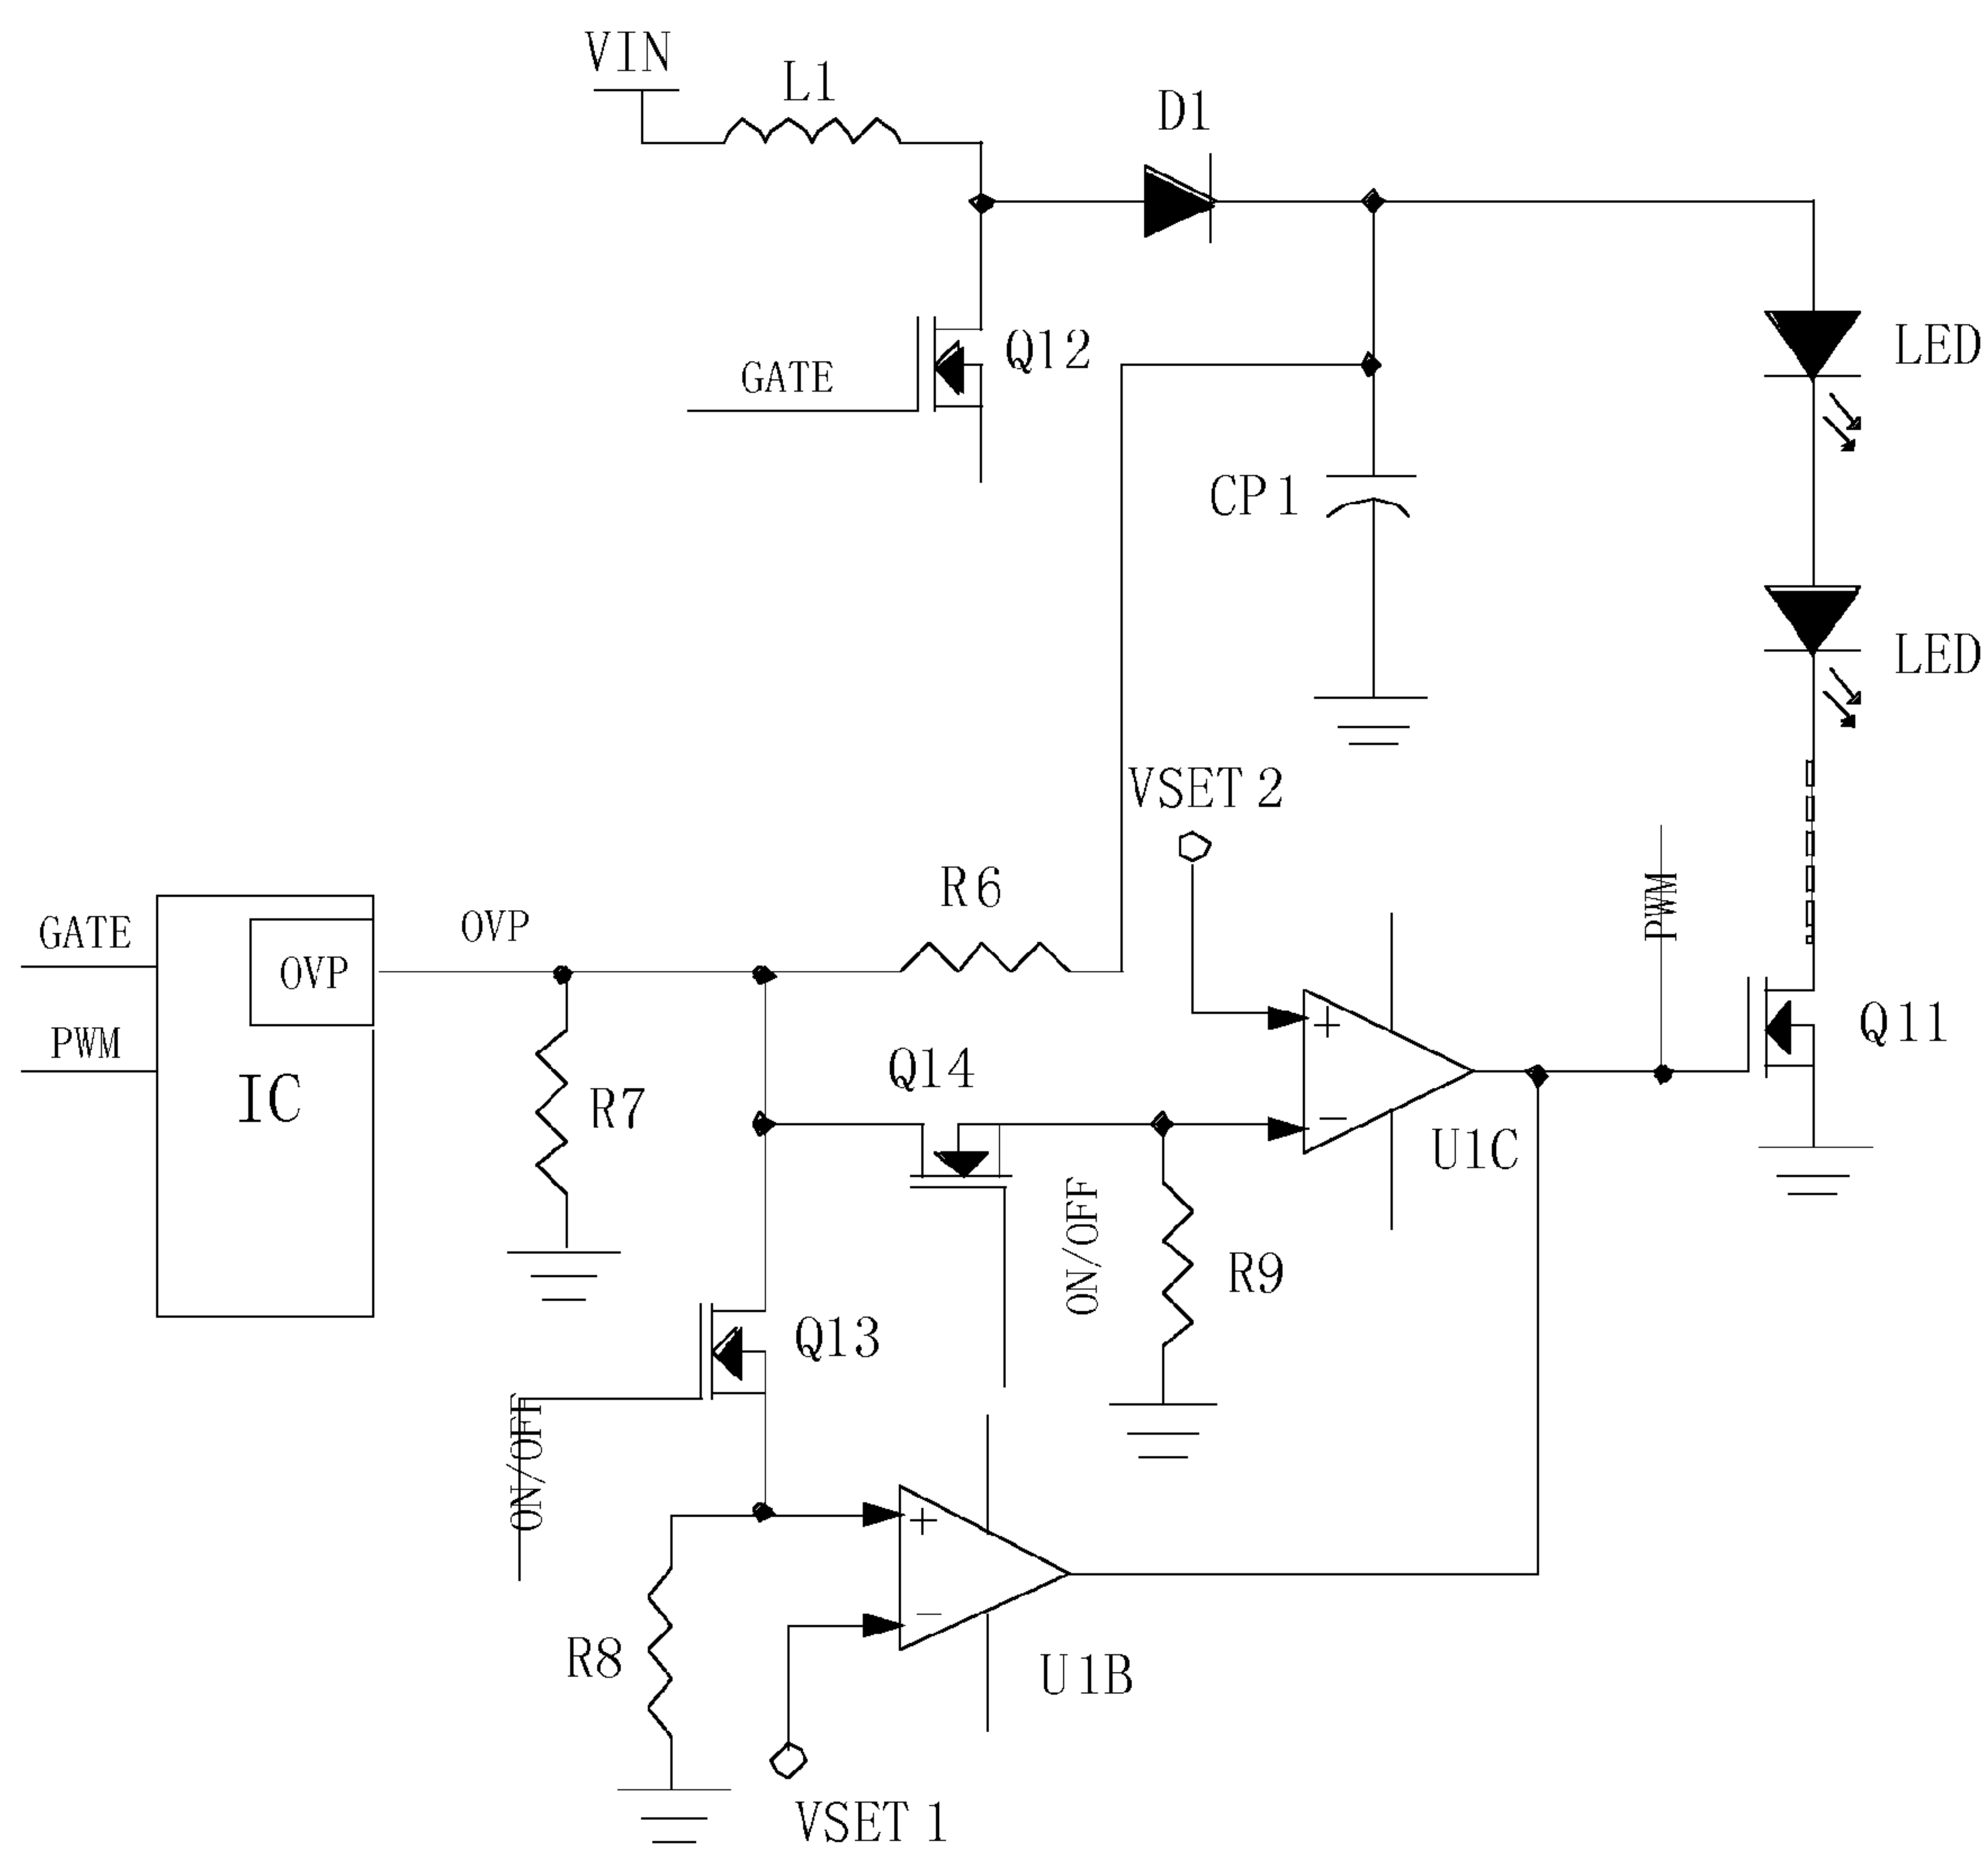 VIN
L1
D1
Q12
GATE
LED
CP1
LED
VSET 2
R6
GATE
OVP
OVP
PWM
PWM
IC
R7
Q14
+
-
U1C
Q11
ON/OFF
R9
Q13
ON/OFF
+
-
R8
U1B
VSET 1